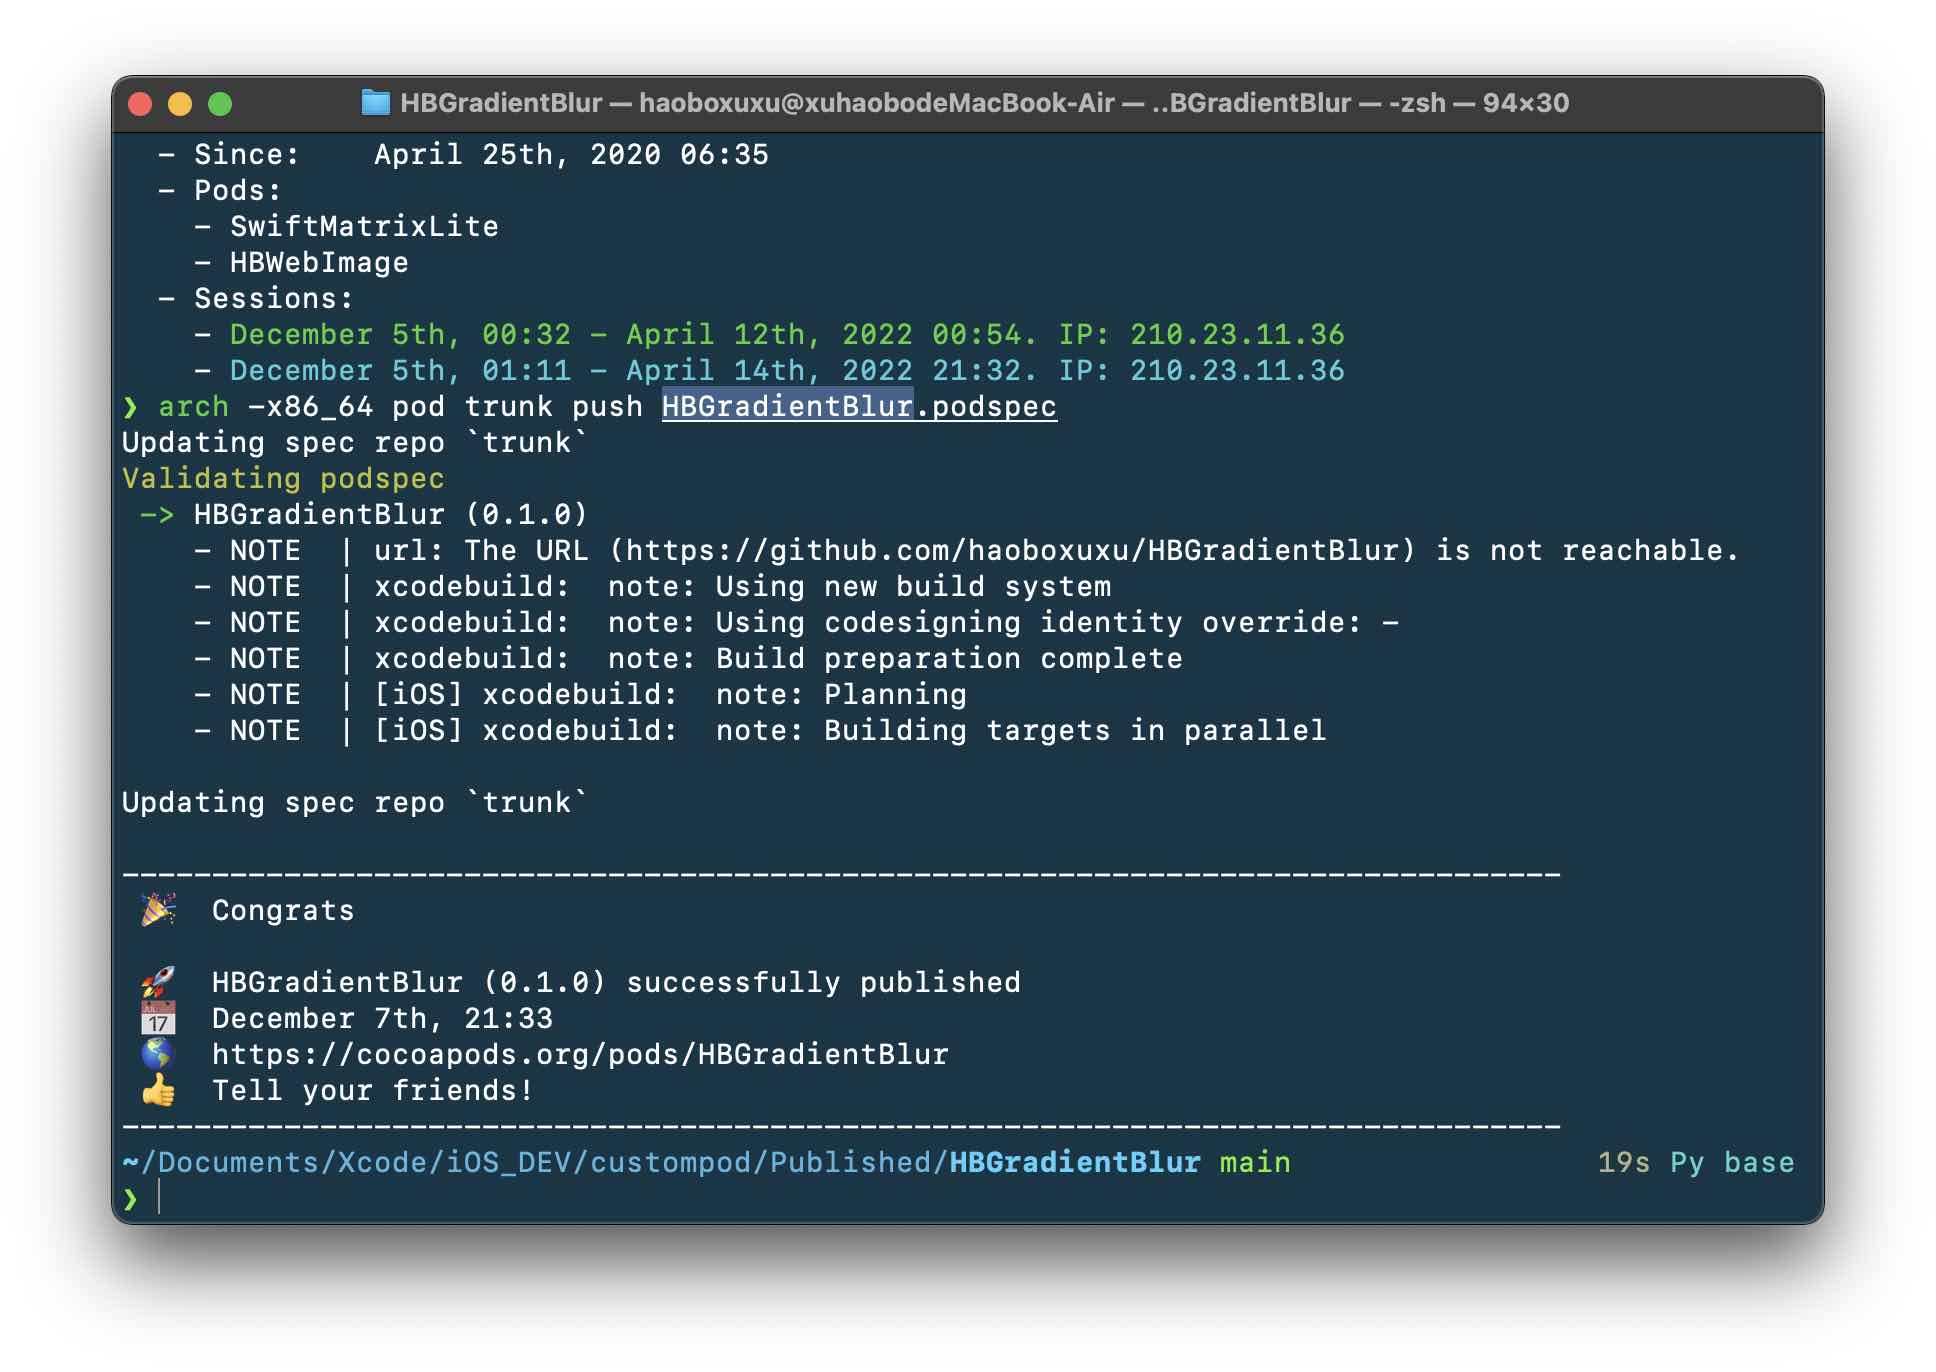 HBGradientBlur — haoboxuxu@xuhaobodeMacBook-Air — ..BGradientBlur — -zsh — 94×30
- Since:    April 25th, 2020 06:35
- Pods:
- SwiftMatrixLite
- HBWebImage
- Sessions:
- December 5th, 00:32 - April 12th, 2022 00:54. IP: 210.23.11.36
- December 5th, 01:11 - April 14th, 2022 21:32. IP: 210.23.11.36
❯ arch -x86_64 pod trunk push HBGradientBlur.podspec
Updating spec repo `trunk`
Validating podspec
-> HBGradientBlur (0.1.0)
- NOTE  | url: The URL (https://github.com/haoboxuxu/HBGradientBlur) is not reachable.
- NOTE  | xcodebuild:  note: Using new build system
- NOTE  | xcodebuild:  note: Using codesigning identity override: -
- NOTE  | xcodebuild:  note: Build preparation complete
- NOTE  | [iOS] xcodebuild:  note: Planning
- NOTE  | [iOS] xcodebuild:  note: Building targets in parallel
Updating spec repo `trunk`
--------------------------------------------------------------------------------
🎉  Congrats
🚀  HBGradientBlur (0.1.0) successfully published
📅  December 7th, 21:33
🌎  https://cocoapods.org/pods/HBGradientBlur
👍  Tell your friends!
--------------------------------------------------------------------------------
~/Documents/Xcode/iOS_DEV/custompod/Published/HBGradientBlur main 19s Py base
❯